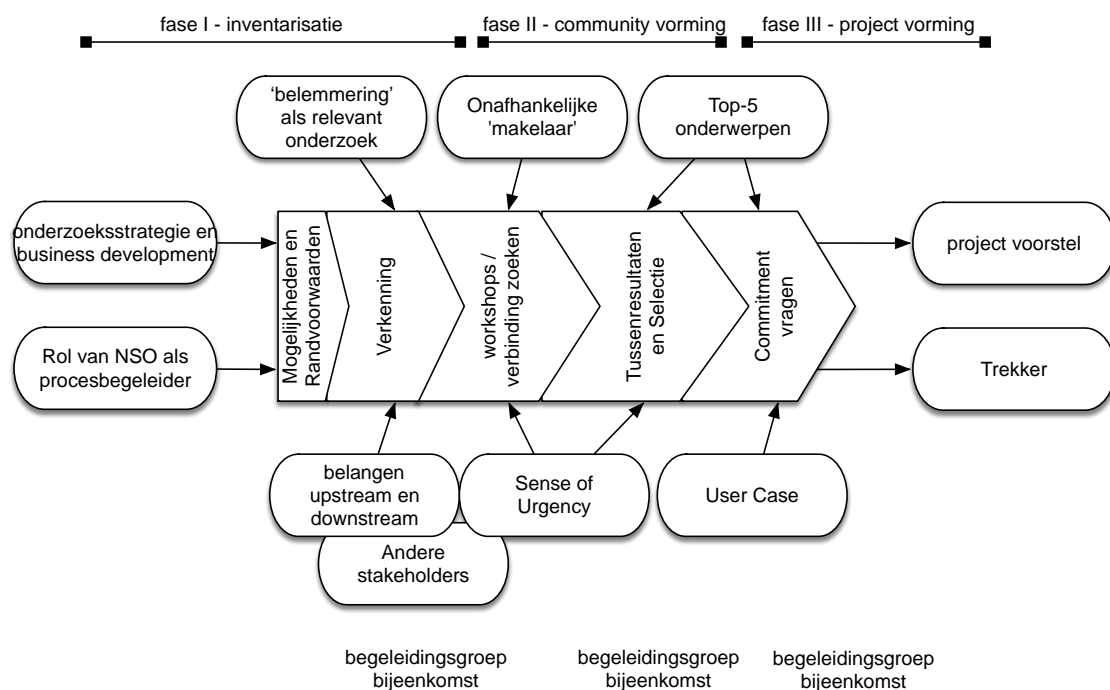 fase I - inventarisatie
fase II - community vorming
fase III - project vorming
‘belemmering’
als relevant
onderzoek
Onafhankelijke
'makelaar'
Top-5
onderwerpen
onderzoeksstrategie en
business development
Rol van NSO als
procesbegeleider
Mogelijkheden en
Randvoorwaarden
Verkenning
workshops /
verbinding zoeken
Tussenresultaten
en Selectie
Commitment
vragen
project voorstel
Trekker
belangen
upstream en
downstream
Andere
stakeholders
Sense of
Urgency
User Case
begeleidingsgroep
bijeenkomst
begeleidingsgroep
bijeenkomst
begeleidingsgroep
bijeenkomst